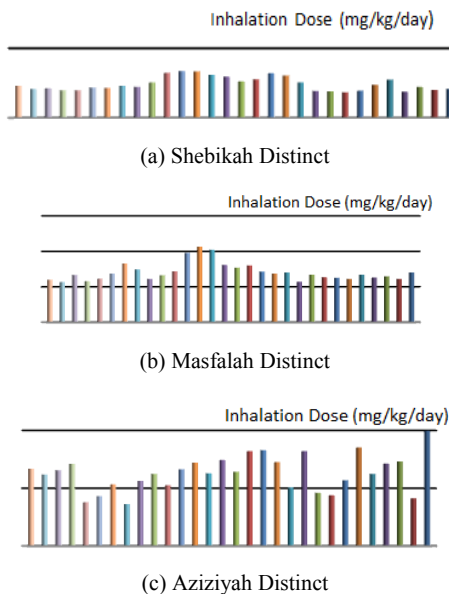 Inhalation Dose (mg/kg/day)
(a) Shebikah Distinct
Inhalation Dose (mg/kg/day)
(b) Masfalah Distinct
Inhalation Dose (mg/kg/day)
(c) Aziziyah Distinct